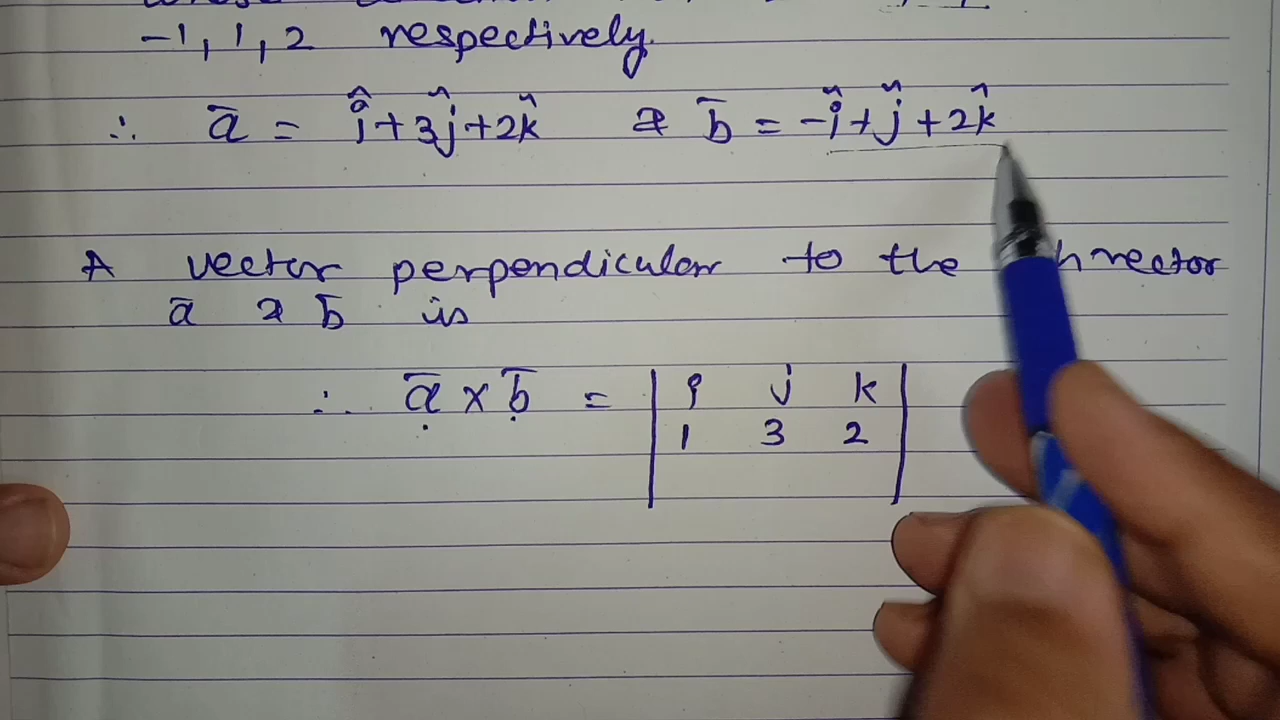 -1, 1, 2 respectively.
∴ a̅ = î + 3ĵ + 2k̂ & b̅ = -î + ĵ + 2k̂
A vector perpendicular to the vector
a̅ & b̅ is
∴ a̅ × b̅ = | i j k |
| 1 3 2 |